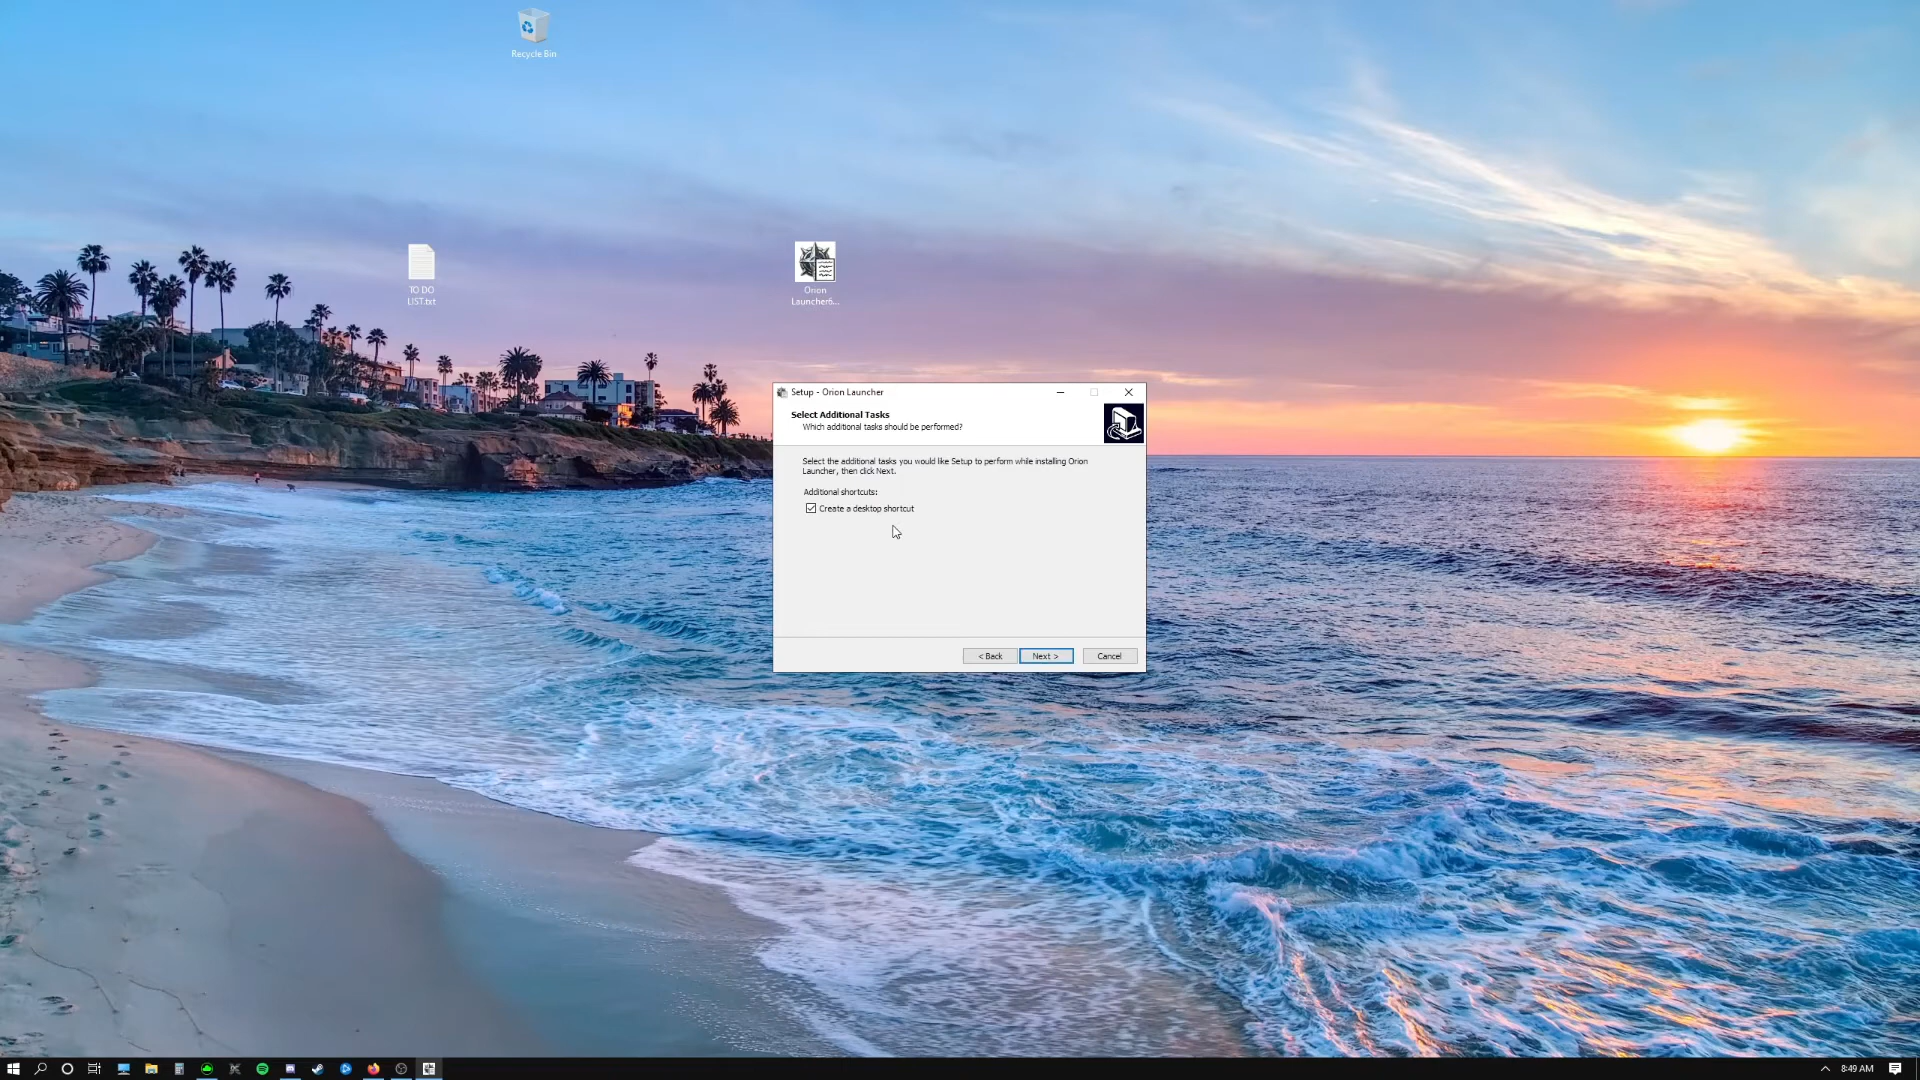 Recycle Bin
TO DO
LIST.txt
Orion
Launcher6...
Setup - Orion Launcher
Select Additional Tasks
Which additional tasks should be performed?
Select the additional tasks you would like Setup to perform while installing Orion
Launcher, then click Next.
Additional shortcuts:
Create a desktop shortcut
< Back
Next >
Cancel
8:49 AM